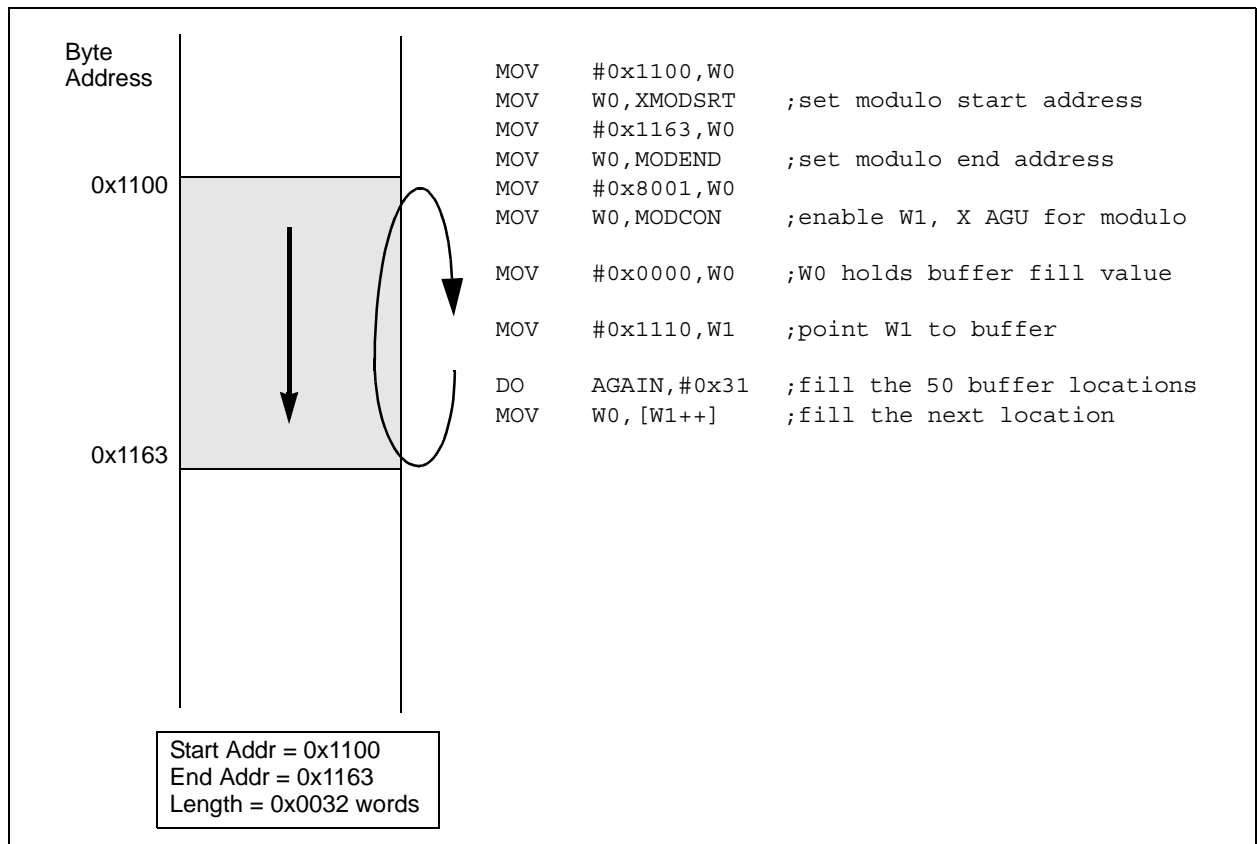 Byte
Address
0x1100
0x1163
MOV #0x1100,W0
MOV W0,XMODSRT ;set modulo start address
MOV #0x1163,W0
MOV W0,MODEND ;set modulo end address
MOV #0x8001,W0
MOV W0,MODCON ;enable W1, X AGU for modulo
MOV #0x0000,W0 ;W0 holds buffer fill value
MOV #0x1110,W1 ;point W1 to buffer
DO AGAIN,#0x31 ;fill the 50 buffer locations
MOV W0,[W1++] ;fill the next location
Start Addr = 0x1100
End Addr = 0x1163
Length = 0x0032 words